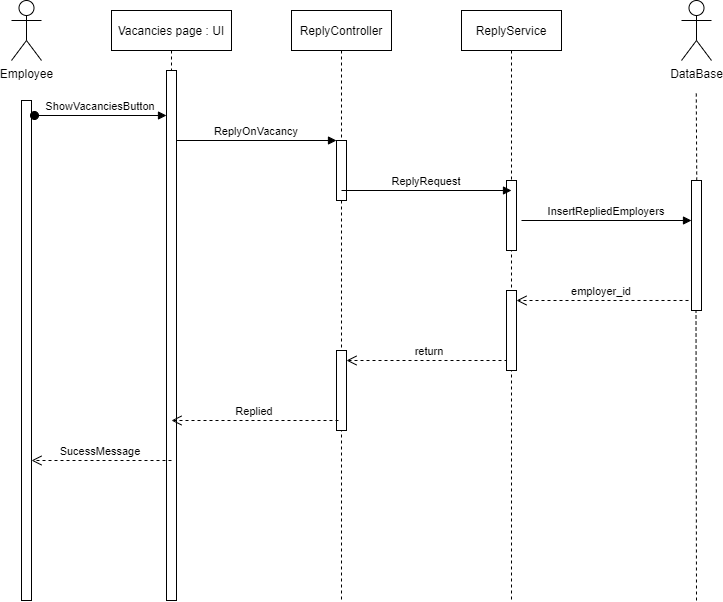 Vacancies page : UI
ReplyController
ReplyService
Employee
DataBase
ShowVacanciesButton
ReplyOnVacancy
ReplyRequest
InsertRepliedEmployers
employer_id
return
Replied
SucessMessage